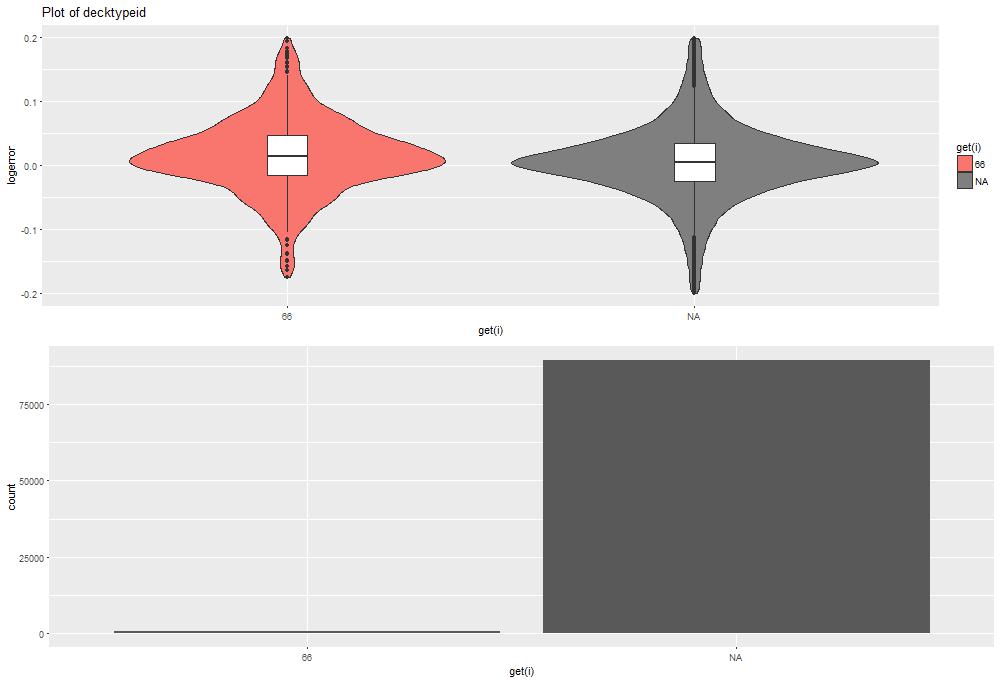 Plot of decktypeid
0.2
0.1
0.0
-0.1
-0.2
logerror
66
NA
get(i)
get(i)
66
NA
75000
50000
25000
0
count
66
NA
get(i)